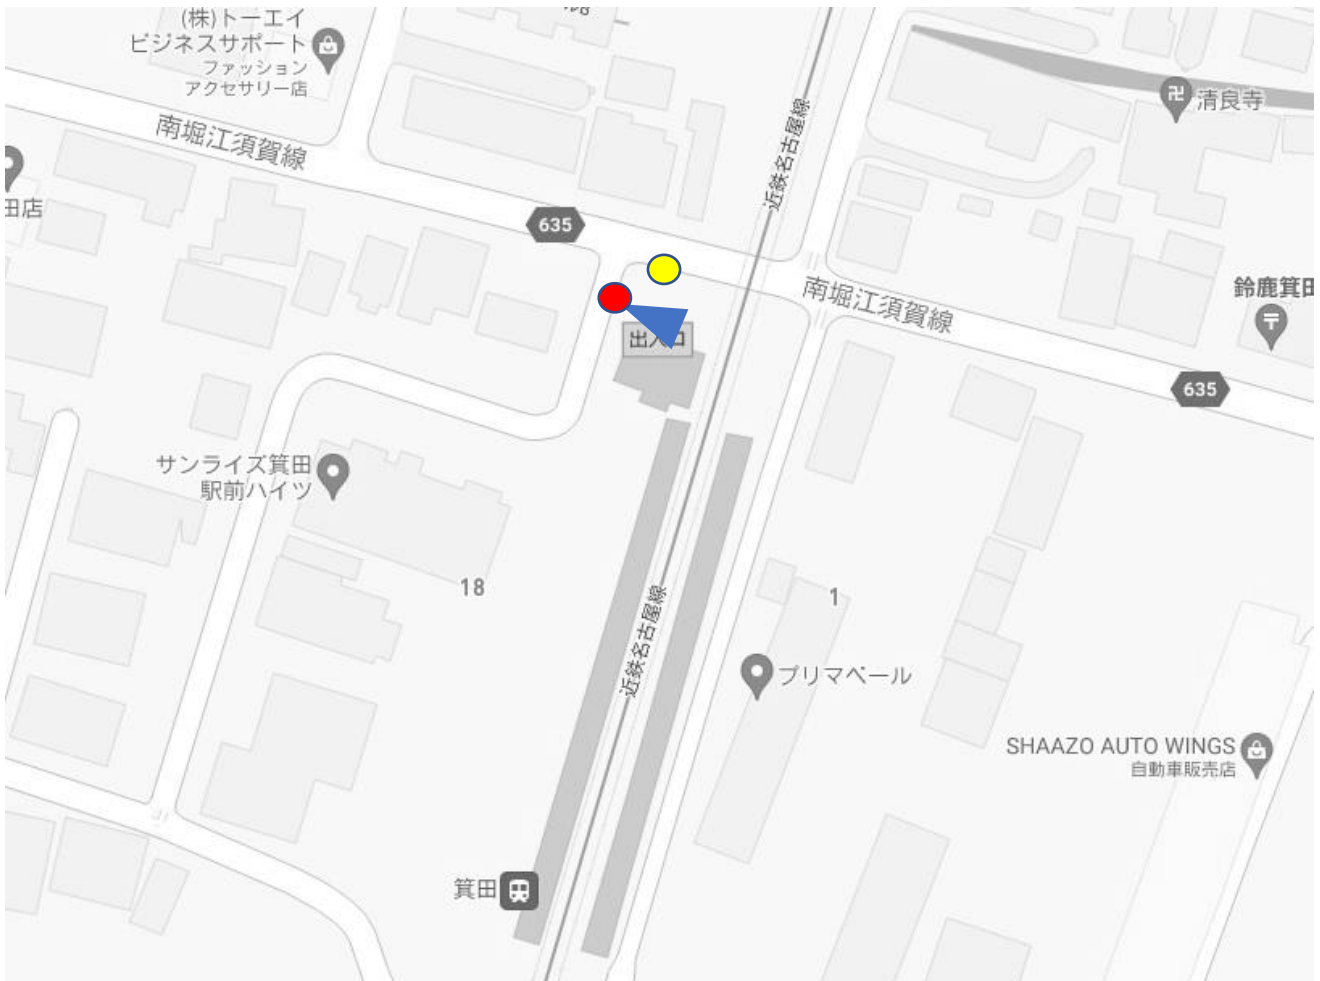 (株)トーエイ
ビジネスサポート
ファッション
アクセサリー店
南堀江須賀線
清良寺
近鉄名古屋線
田店
635
南堀江須賀線
鈴鹿箕田
出入口
635
サンライズ箕田
駅前ハイツ
18
近鉄名古屋線
1
プリマベール
SHAAZO AUTO WINGS
自動車販売店
箕田